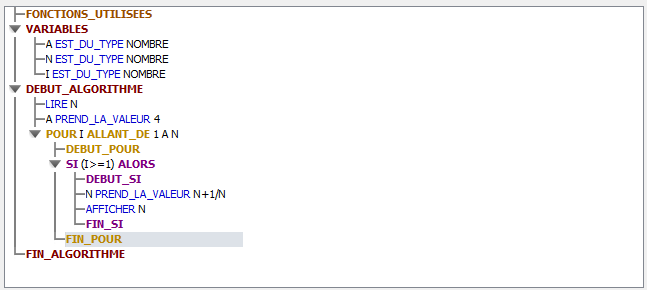 FONCTIONS_UTILISEES
VARIABLES
A EST_DU_TYPE NOMBRE
N EST_DU_TYPE NOMBRE
I EST_DU_TYPE NOMBRE
DEBUT_ALGORITHME
LIRE N
A PREND_LA_VALEUR 4
POUR I ALLANT_DE 1 A N
DEBUT_POUR
SI (I>=1) ALORS
DEBUT_SI
N PREND_LA_VALEUR N+1/N
AFFICHER N
FIN_SI
FIN_POUR
FIN_ALGORITHME